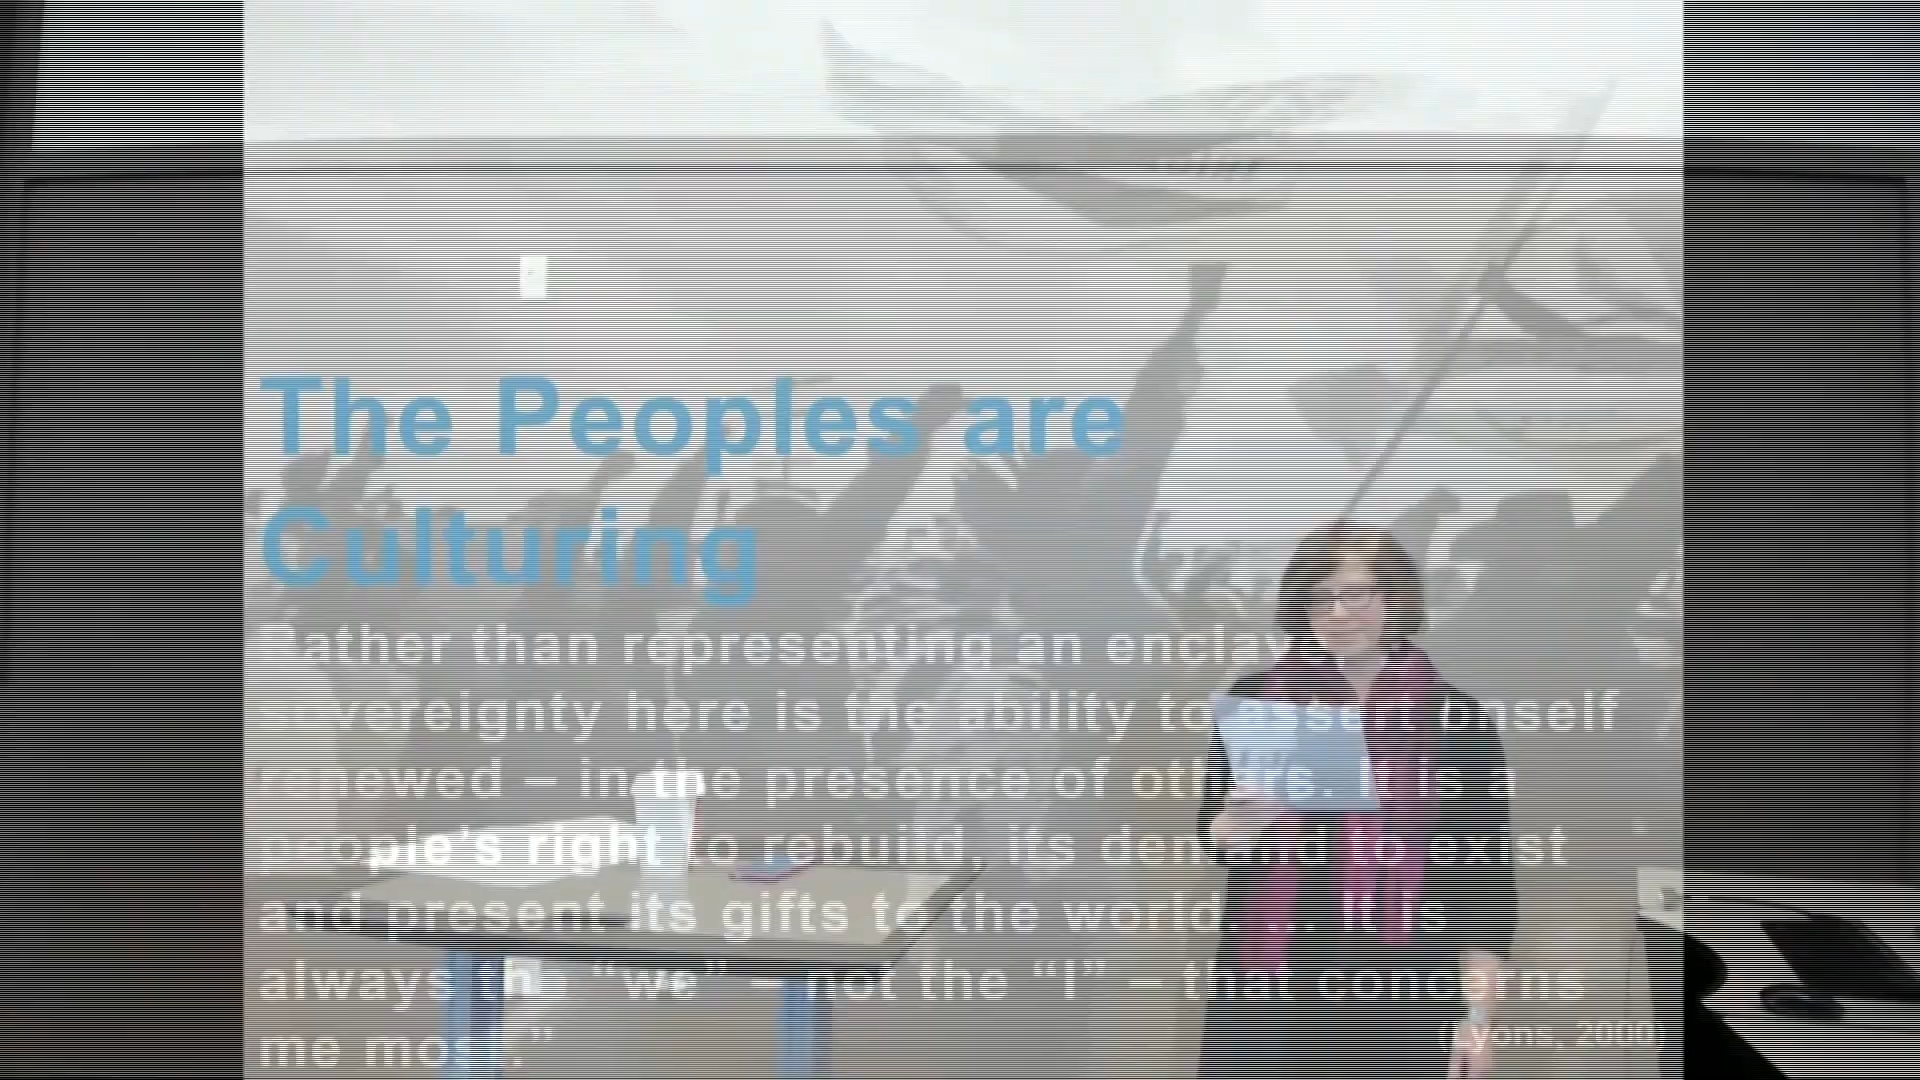 The Peoples are
Culturing
Rather than representing an enclave,
sovereignty here is the ability to assert onself
renewed – in the presence of others. It is a
people’s right to rebuild, its demand to exist
and present its gifts to the world. ... It is
always the “we” – not the “I” – that concerns
me most.”
(Lyons, 2000)